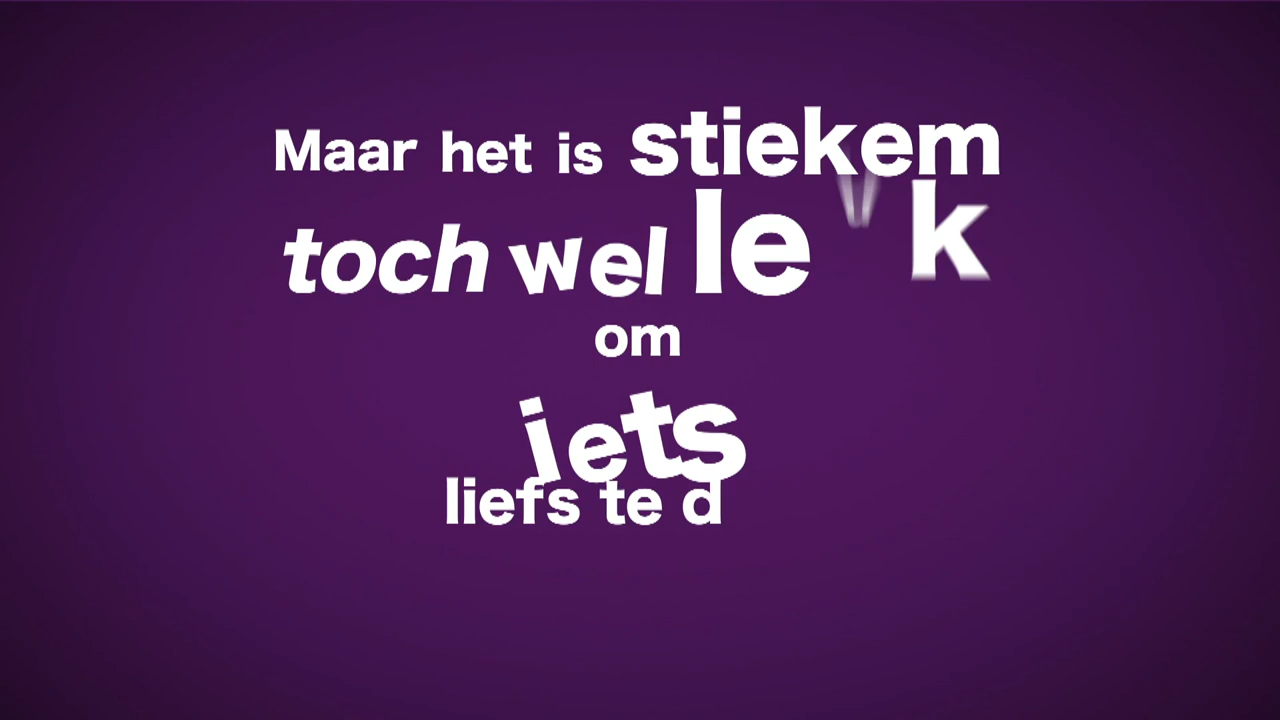 Maar het is stiekem
toch wel le k
om
iets
liefs te d